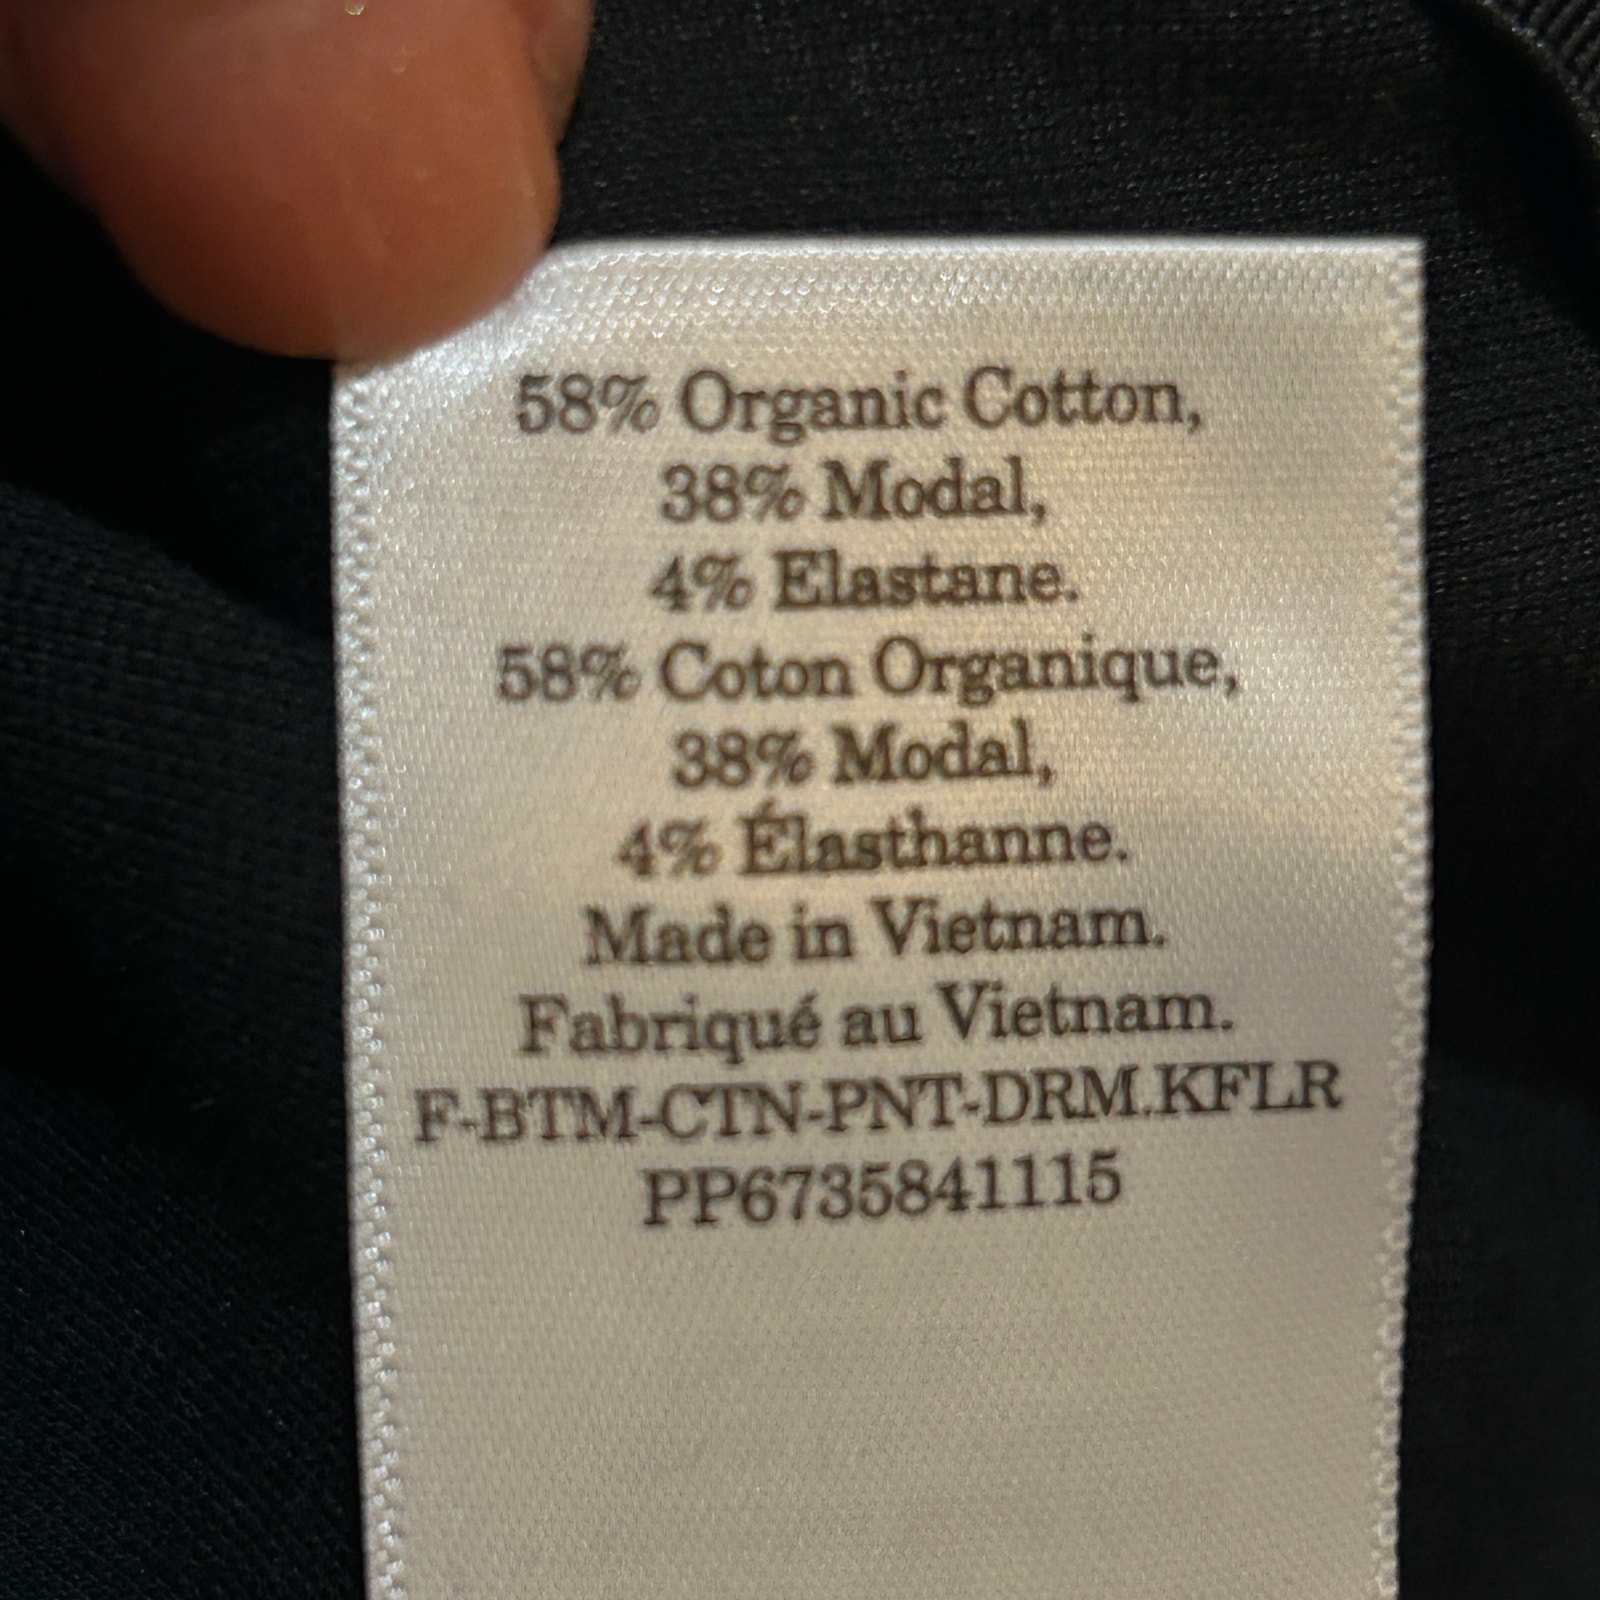 58% Organic Cotton,
38% Modal,
4% Elastane.
58% Coton Organique,
38% Modal,
4% Élasthanne.
Made in Vietnam.
Fabriqué au Vietnam.
F-BTM-CTN-PNT-DRM.KFLR
PP6735841115